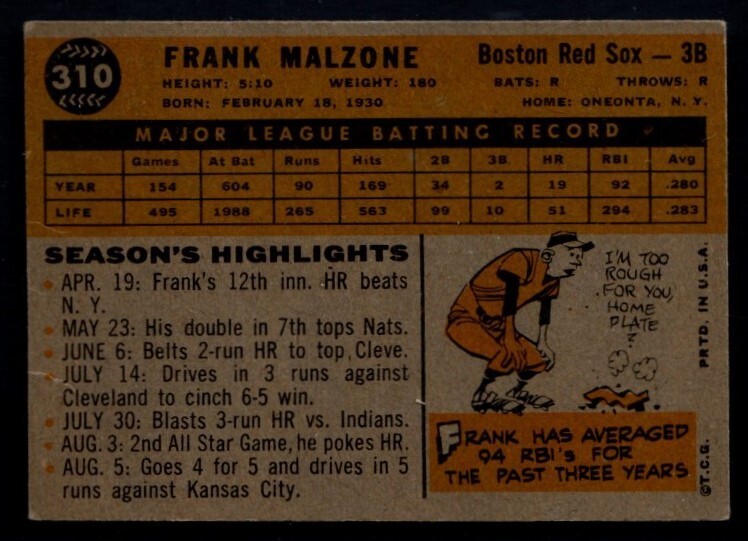 310
FRANK MALZONE
Boston Red Sox — 3B
HEIGHT: 5:10 WEIGHT: 180 BATS: R THROWS: R
BORN: FEBRUARY 18, 1930 HOME: ONEONTA, N. Y.
MAJOR LEAGUE BATTING RECORD
Games At Bat Runs Hits 2B 3B HR RBI Avg
YEAR 154 604 90 169 34 2 19 92 .280
LIFE 495 1988 265 563 99 10 51 294 .283
SEASON'S HIGHLIGHTS
• APR. 19: Frank's 12th inn. HR beats
N. Y.
• MAY 23: His double in 7th tops Nats.
• JUNE 6: Belts 2-run HR to top Cleve.
• JULY 14: Drives in 3 runs against
Cleveland to cinch 6-5 win.
• JULY 30: Blasts 3-run HR vs. Indians.
• AUG. 3: 2nd All Star Game, he pokes HR.
• AUG. 5: Goes 4 for 5 and drives in 5
runs against Kansas City.
I'M TOO
ROUGH
FOR YOU,
HOME
PLATE
?
FRANK HAS AVERAGED
94 RBI'S FOR
THE PAST THREE YEARS
©T.C.G. PRTD. IN U.S.A.